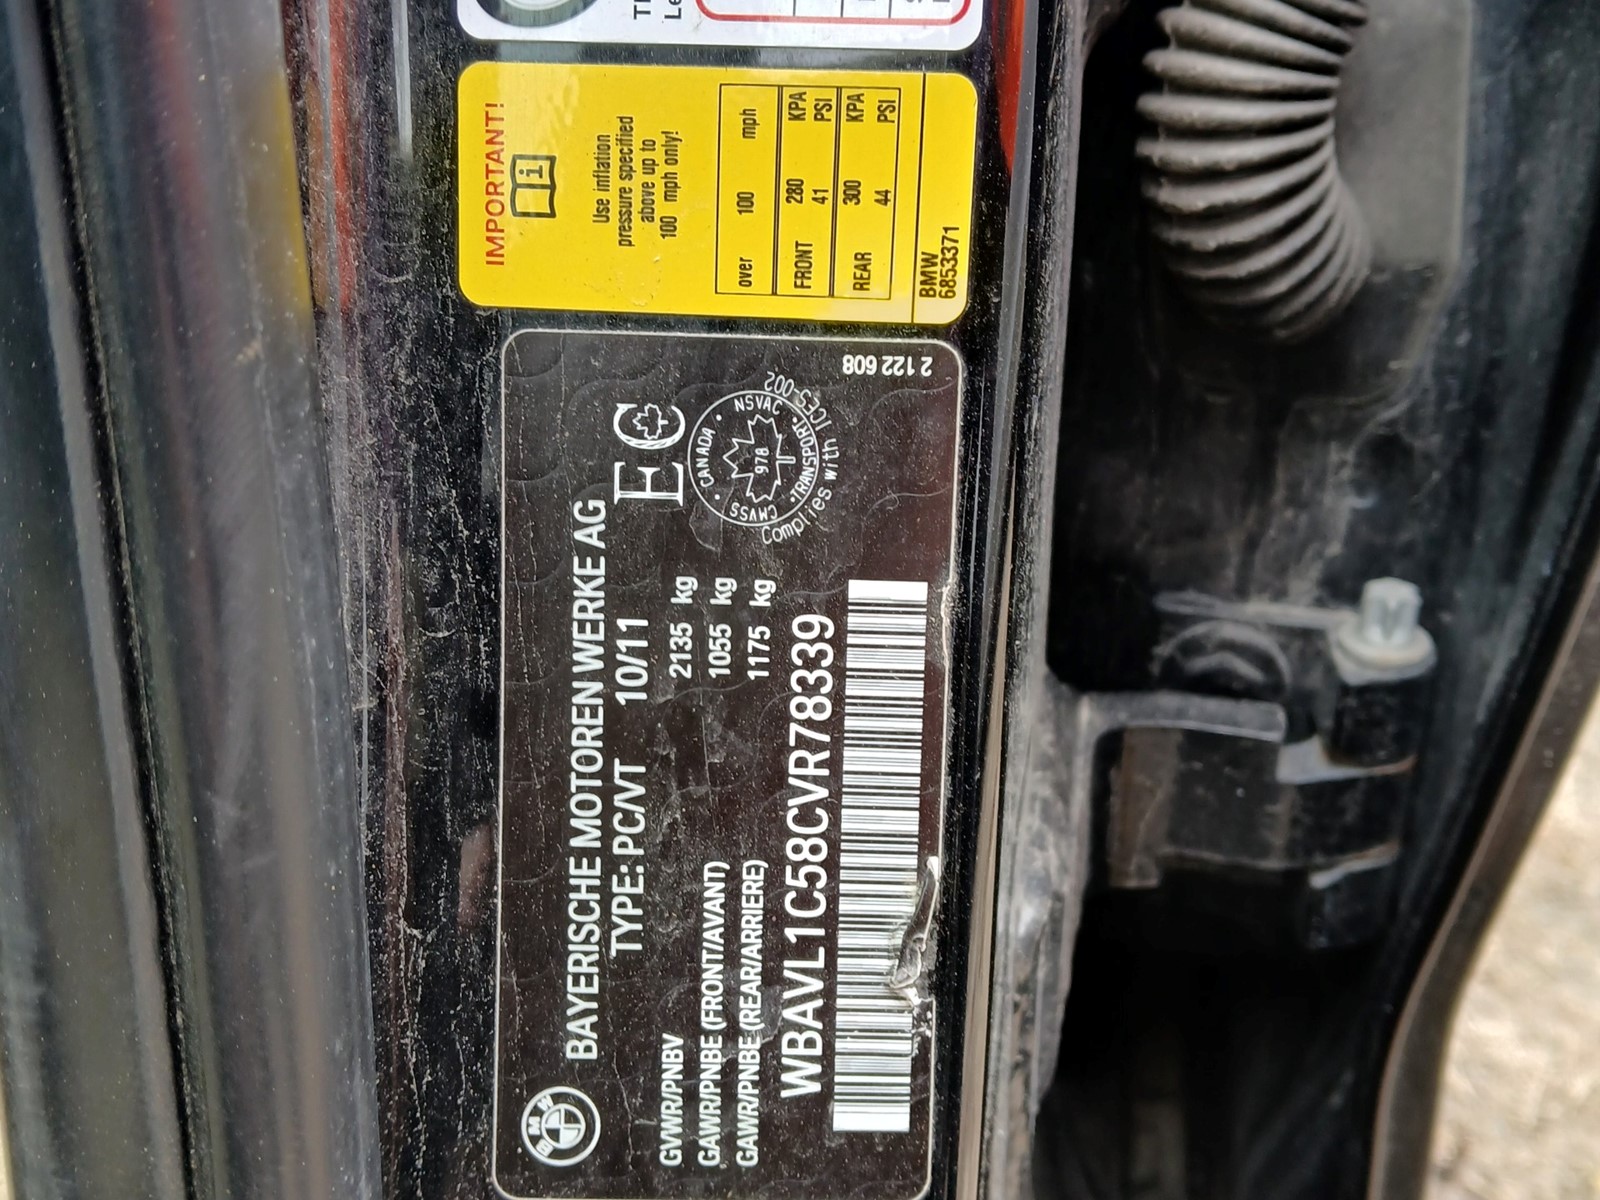 BMW
BAYERISCHE MOTOREN WERKE AG
TYPE: PC/VT 10/11
GVWR/PNBV 2135 kg
GAWR/PNBE (FRONT/AVANT) 1055 kg
GAWR/PNBE (REAR/ARRIERE) 1175 kg
WBAVL1C58CVR78339
EC
CANADA · NSVAC · TRANSPORT · CMVSS
978
Complies with ICES-002
2 122 608
IMPORTANT!
i
Use inflation
pressure specified
above up to
100 mph only!
over 100 mph
FRONT 280 KPA
41 PSI
REAR 300 KPA
44 PSI
BMW
6853371